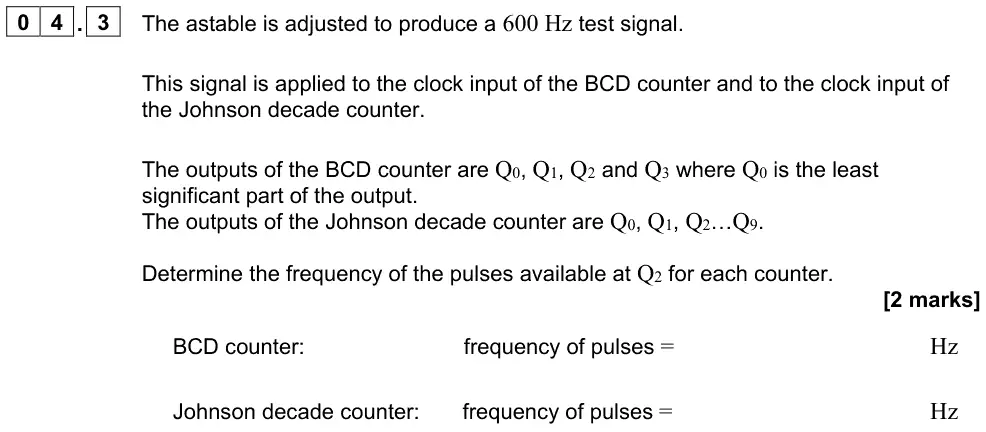 0 4 . 3 The astable is adjusted to produce a 600 Hz test signal.
This signal is applied to the clock input of the BCD counter and to the clock input of
the Johnson decade counter.
The outputs of the BCD counter are Q0, Q1, Q2 and Q3 where Q0 is the least
significant part of the output.
The outputs of the Johnson decade counter are Q0, Q1, Q2…Q9.
Determine the frequency of the pulses available at Q2 for each counter.
[2 marks]
BCD counter: frequency of pulses = Hz
Johnson decade counter: frequency of pulses = Hz